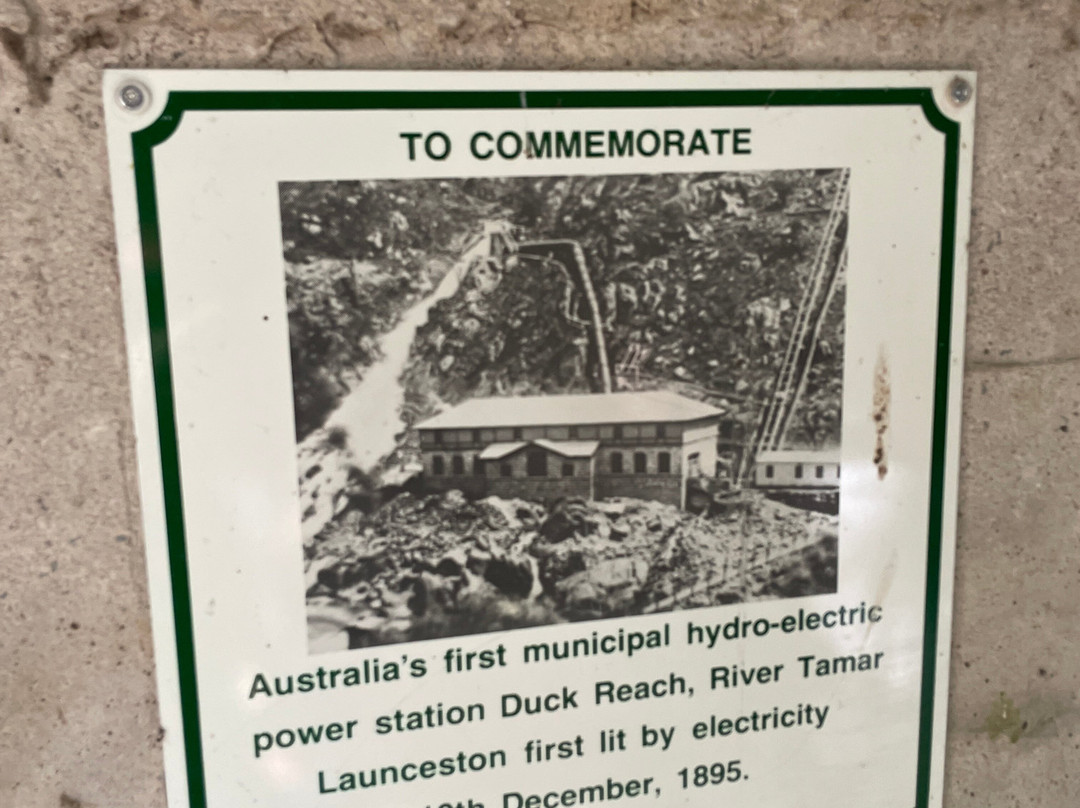 TO COMMEMORATE
Australia's first municipal hydro-electric
power station Duck Reach, River Tamar
Launceston first lit by electricity
December, 1895.